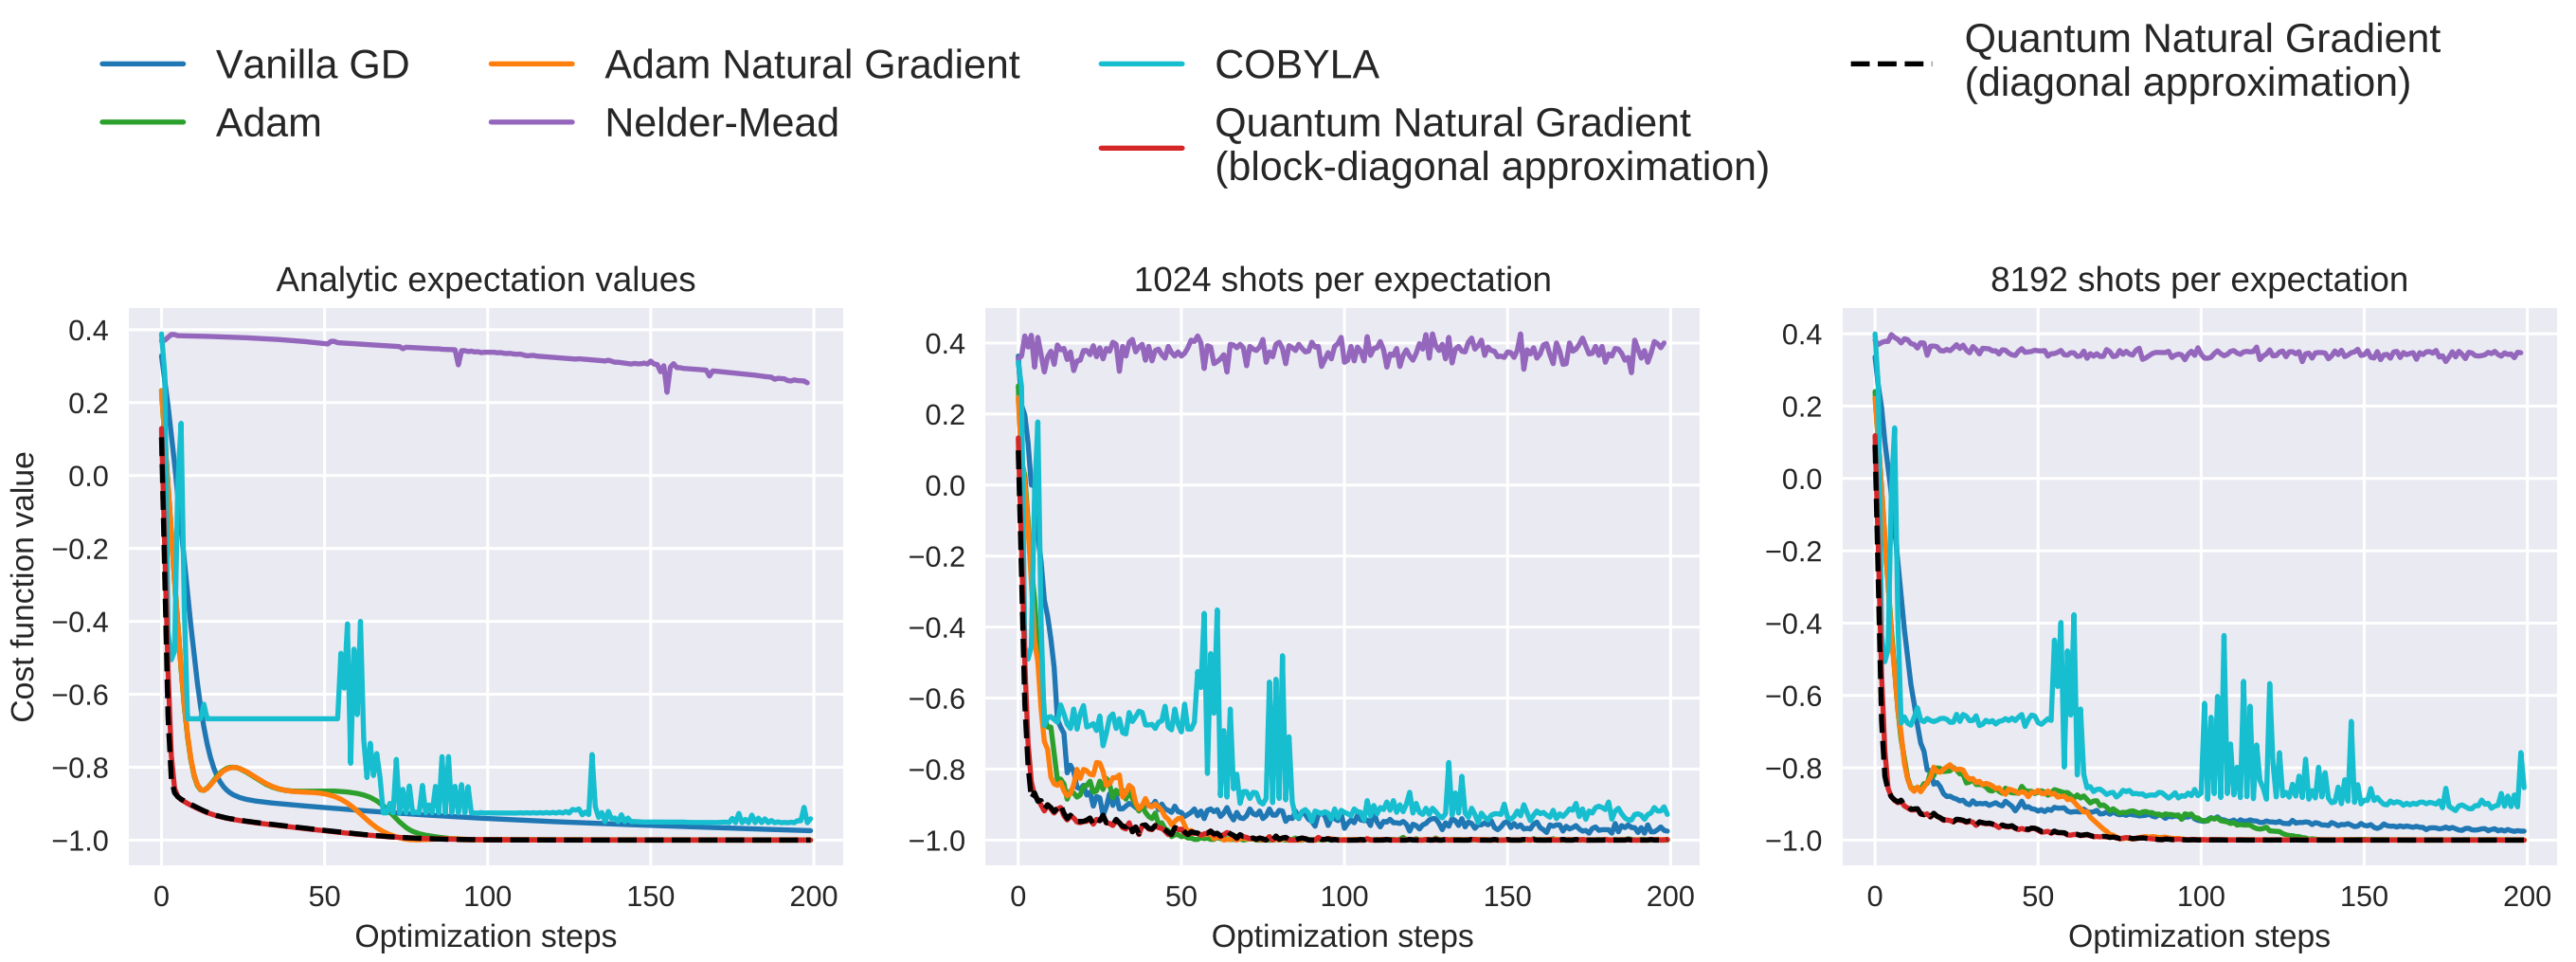 Vanilla GD
Adam
Adam Natural Gradient
Nelder-Mead
COBYLA
Quantum Natural Gradient
(block-diagonal approximation)
Quantum Natural Gradient
(diagonal approximation)
Analytic expectation values
0.4
0.2
0.0
−0.2
−0.4
−0.6
−0.8
−1.0
Cost function value
0 50 100 150 200
Optimization steps
1024 shots per expectation
0.4
0.2
0.0
−0.2
−0.4
−0.6
−0.8
−1.0
0 50 100 150 200
Optimization steps
8192 shots per expectation
0.4
0.2
0.0
−0.2
−0.4
−0.6
−0.8
−1.0
0 50 100 150 200
Optimization steps